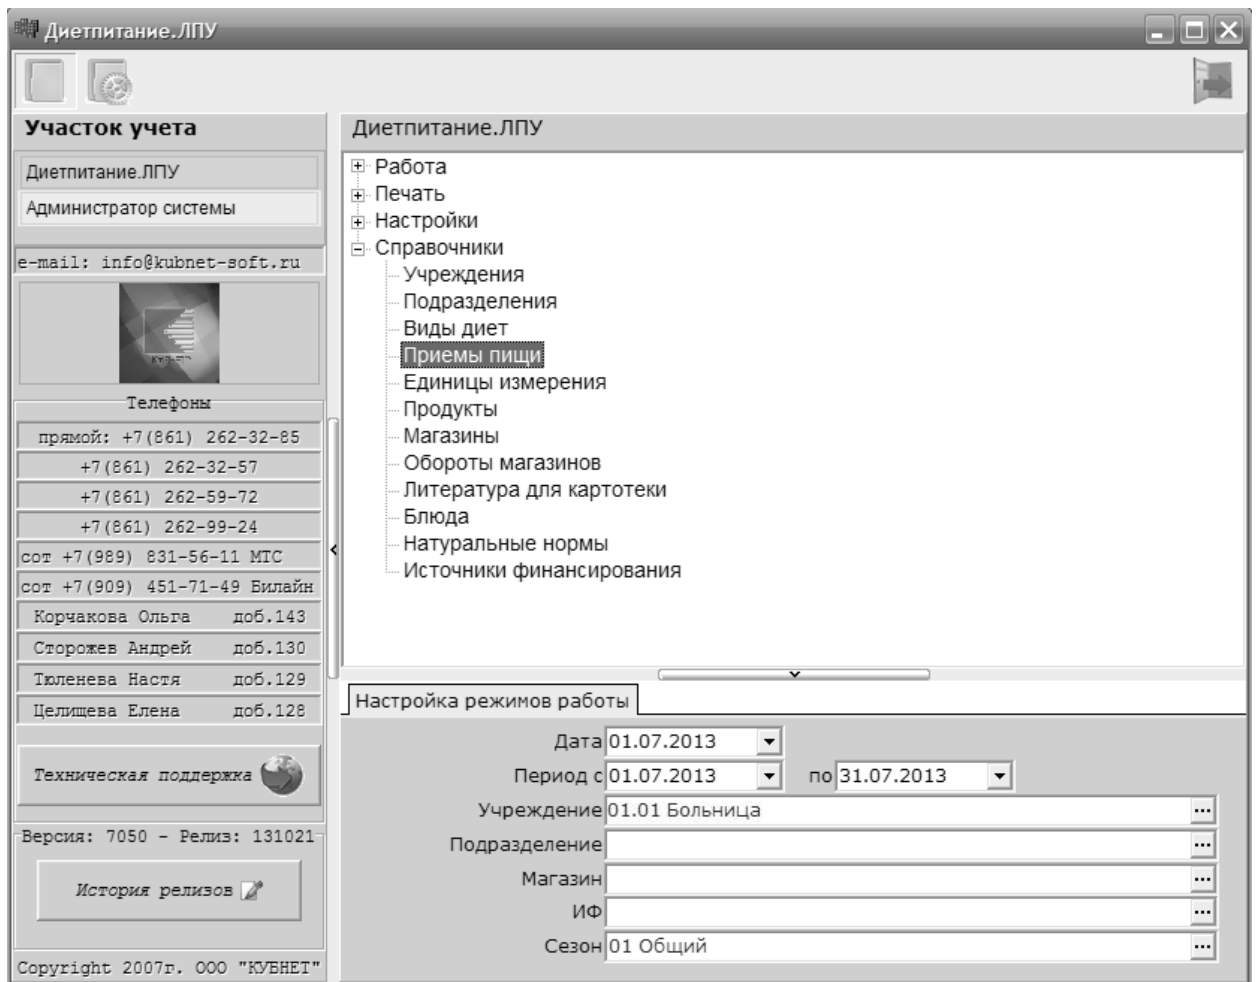 Диетпитание.ЛПУ
Участок учета
Диетпитание.ЛПУ
Администратор системы
e-mail: info@kubnet-soft.ru
Телефоны
прямой: +7(861) 262-32-85
+7(861) 262-32-57
+7(861) 262-59-72
+7(861) 262-99-24
сот +7(989) 831-56-11 МТС
сот +7(909) 451-71-49 Билайн
Корчакова Ольга доб.143
Сторожев Андрей доб.130
Тюленева Настя доб.129
Целищева Елена доб.128
Техническая поддержка
Версия: 7050 - Релиз: 131021
История релизов
Copyright 2007г. ООО "КУБНЕТ"
Диетпитание.ЛПУ
Работа
Печать
Настройки
Справочники
Учреждения
Подразделения
Виды диет
Приемы пищи
Единицы измерения
Продукты
Магазины
Обороты магазинов
Литература для картотеки
Блюда
Натуральные нормы
Источники финансирования
Настройка режимов работы
Дата 01.07.2013
Период с 01.07.2013 по 31.07.2013
Учреждение 01.01 Больница ...
Подразделение ...
Магазин ...
ИФ ...
Сезон 01 Общий ...